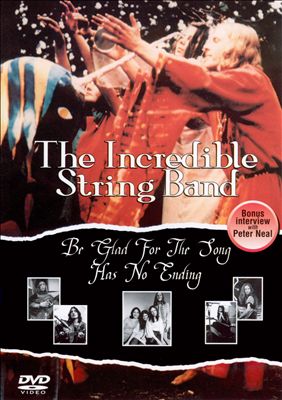 The Incredible
String Band
Bonus
interview
with
Peter Neal
Be Glad For The Song
Has No Ending
DVD
VIDEO